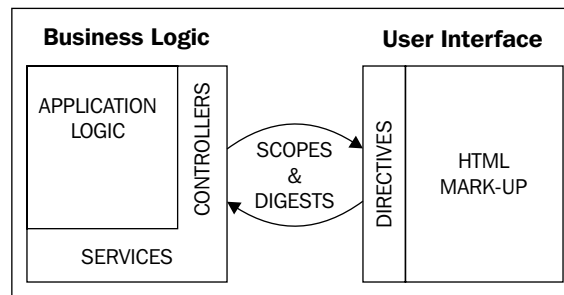 Business Logic
User Interface
APPLICATION
LOGIC
CONTROLLERS
SERVICES
SCOPES
&
DIGESTS
DIRECTIVES
HTML
MARK-UP